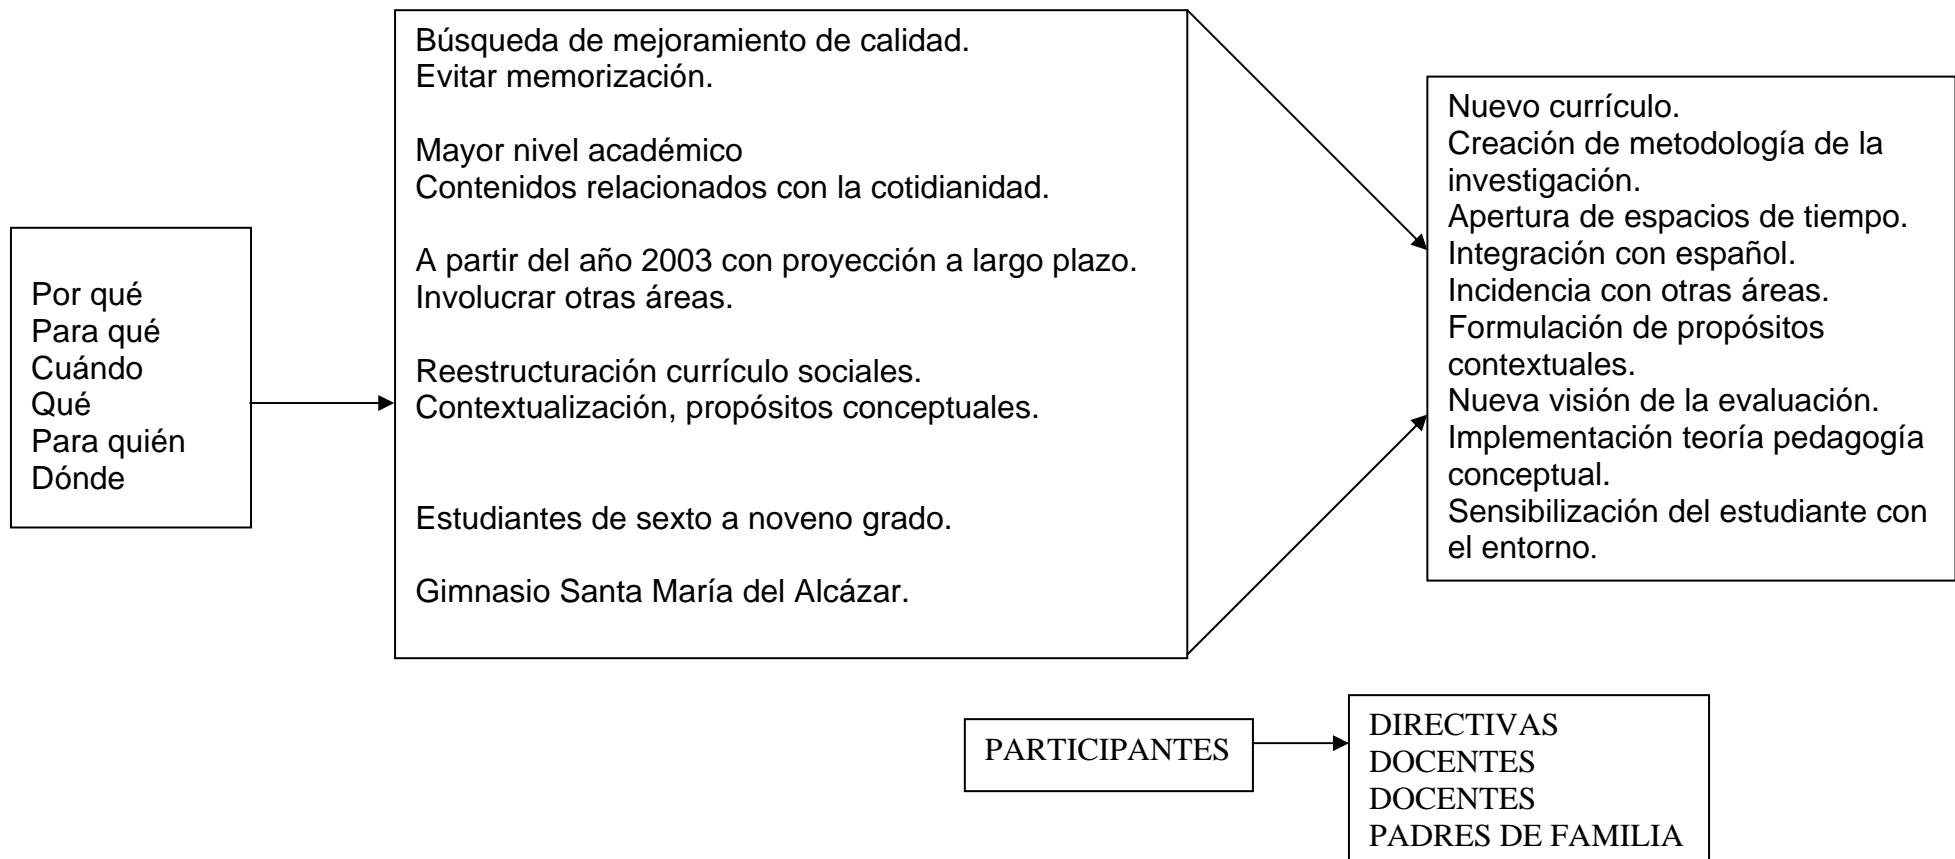 Por qué
Para qué
Cuándo
Qué
Para quién
Dónde
Búsqueda de mejoramiento de calidad.
Evitar memorización.
Mayor nivel académico
Contenidos relacionados con la cotidianidad.
A partir del año 2003 con proyección a largo plazo.
Involucrar otras áreas.
Reestructuración currículo sociales.
Contextualización, propósitos conceptuales.
Estudiantes de sexto a noveno grado.
Gimnasio Santa María del Alcázar.
Nuevo currículo.
Creación de metodología de la
investigación.
Apertura de espacios de tiempo.
Integración con español.
Incidencia con otras áreas.
Formulación de propósitos
contextuales.
Nueva visión de la evaluación.
Implementación teoría pedagogía
conceptual.
Sensibilización del estudiante con
el entorno.
PARTICIPANTES
DIRECTIVAS
DOCENTES
DOCENTES
PADRES DE FAMILIA